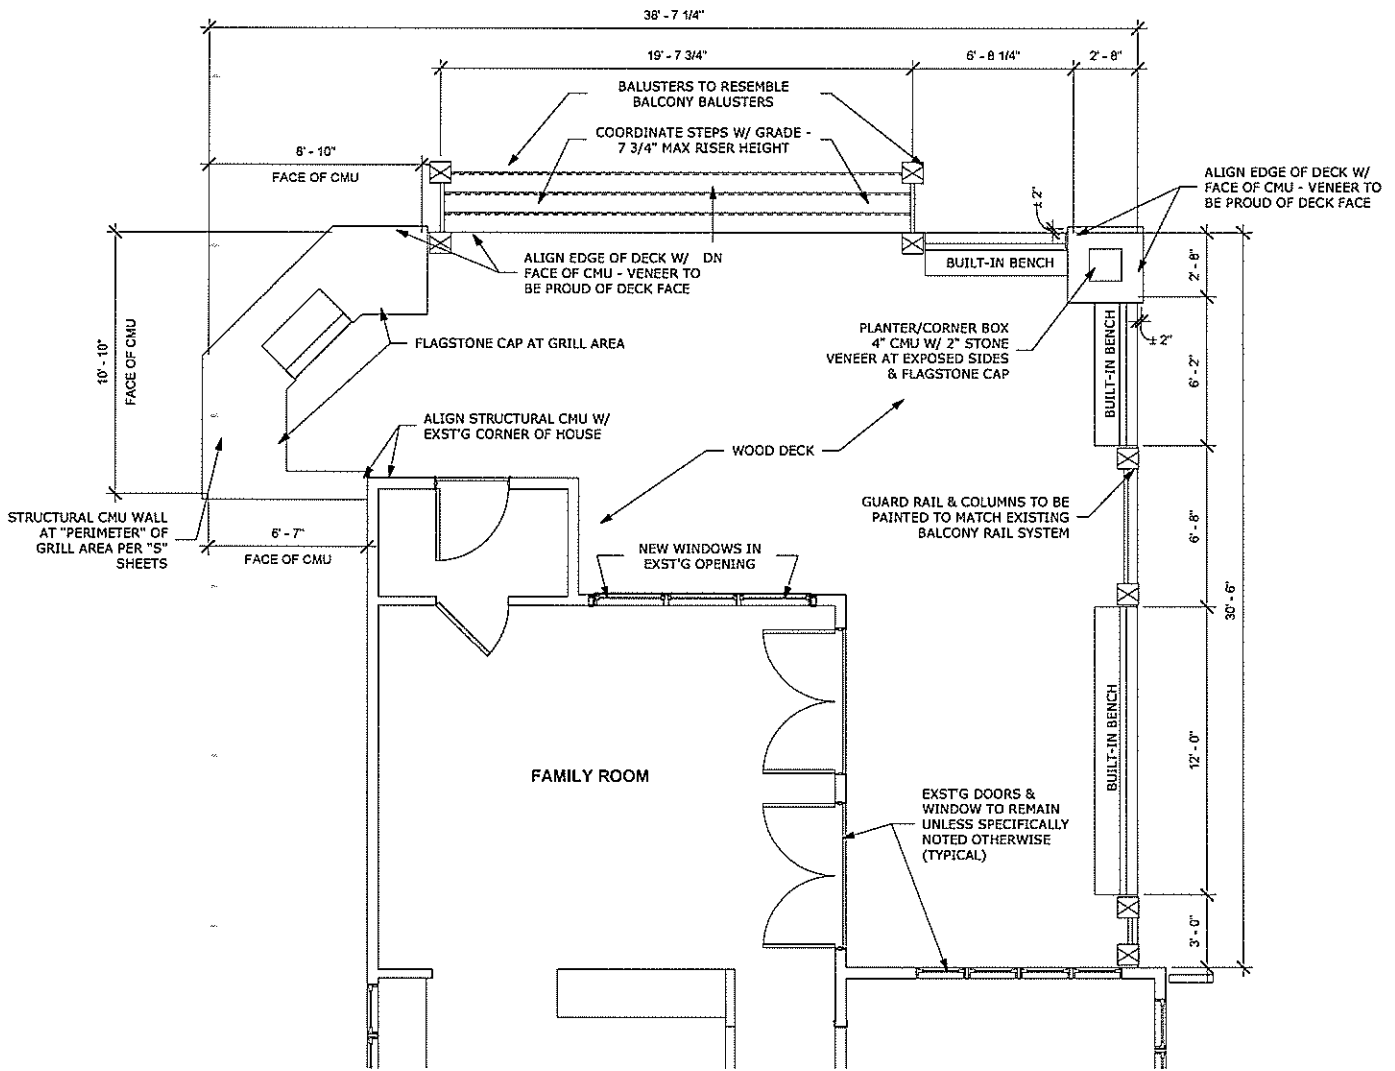 38' - 7 1/4"
19' - 7 3/4"
6' - 8 1/4"
2' - 8"
BALUSTERS TO RESEMBLE
BALCONY BALUSTERS
COORDINATE STEPS W/ GRADE -
7 3/4" MAX RISER HEIGHT
8' - 10"
FACE OF CMU
ALIGN EDGE OF DECK W/
FACE OF CMU - VENEER TO
BE PROUD OF DECK FACE
± 2"
ALIGN EDGE OF DECK W/
FACE OF CMU - VENEER TO
BE PROUD OF DECK FACE
DN
BUILT-IN BENCH
2' - 8"
10' - 10"
FACE OF CMU
FLAGSTONE CAP AT GRILL AREA
PLANTER/CORNER BOX
4" CMU W/ 2" STONE
VENEER AT EXPOSED SIDES
& FLAGSTONE CAP
± 2"
BUILT-IN BENCH
6' - 2"
ALIGN STRUCTURAL CMU W/
EXST'G CORNER OF HOUSE
WOOD DECK
GUARD RAIL & COLUMNS TO BE
PAINTED TO MATCH EXISTING
BALCONY RAIL SYSTEM
6' - 8"
STRUCTURAL CMU WALL
AT "PERIMETER" OF
GRILL AREA PER "S"
SHEETS
6' - 7"
FACE OF CMU
NEW WINDOWS IN
EXST'G OPENING
30' - 6"
FAMILY ROOM
BUILT-IN BENCH
12' - 0"
EXST'G DOORS &
WINDOW TO REMAIN
UNLESS SPECIFICALLY
NOTED OTHERWISE
(TYPICAL)
3' - 0"